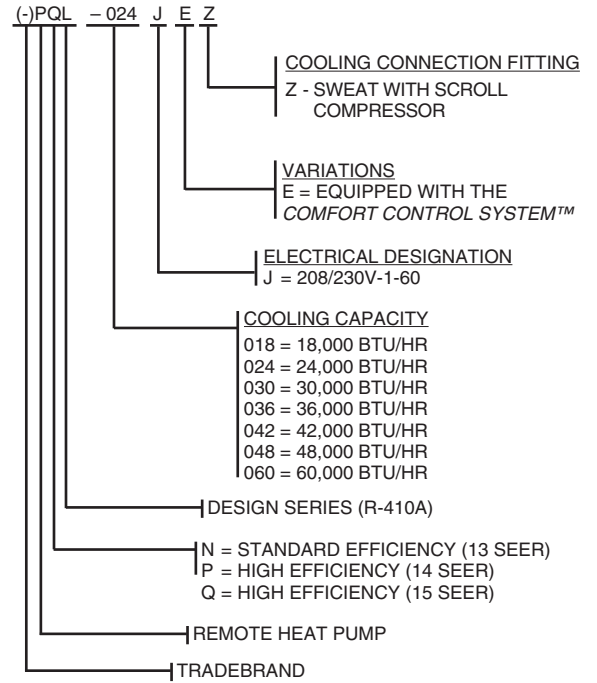 (-)PQL – 024 J E Z
COOLING CONNECTION FITTING
Z - SWEAT WITH SCROLL
COMPRESSOR
VARIATIONS
E = EQUIPPED WITH THE
COMFORT CONTROL SYSTEM™
ELECTRICAL DESIGNATION
J = 208/230V-1-60
COOLING CAPACITY
018 = 18,000 BTU/HR
024 = 24,000 BTU/HR
030 = 30,000 BTU/HR
036 = 36,000 BTU/HR
042 = 42,000 BTU/HR
048 = 48,000 BTU/HR
060 = 60,000 BTU/HR
DESIGN SERIES (R-410A)
N = STANDARD EFFICIENCY (13 SEER)
P = HIGH EFFICIENCY (14 SEER)
Q = HIGH EFFICIENCY (15 SEER)
REMOTE HEAT PUMP
TRADEBRAND